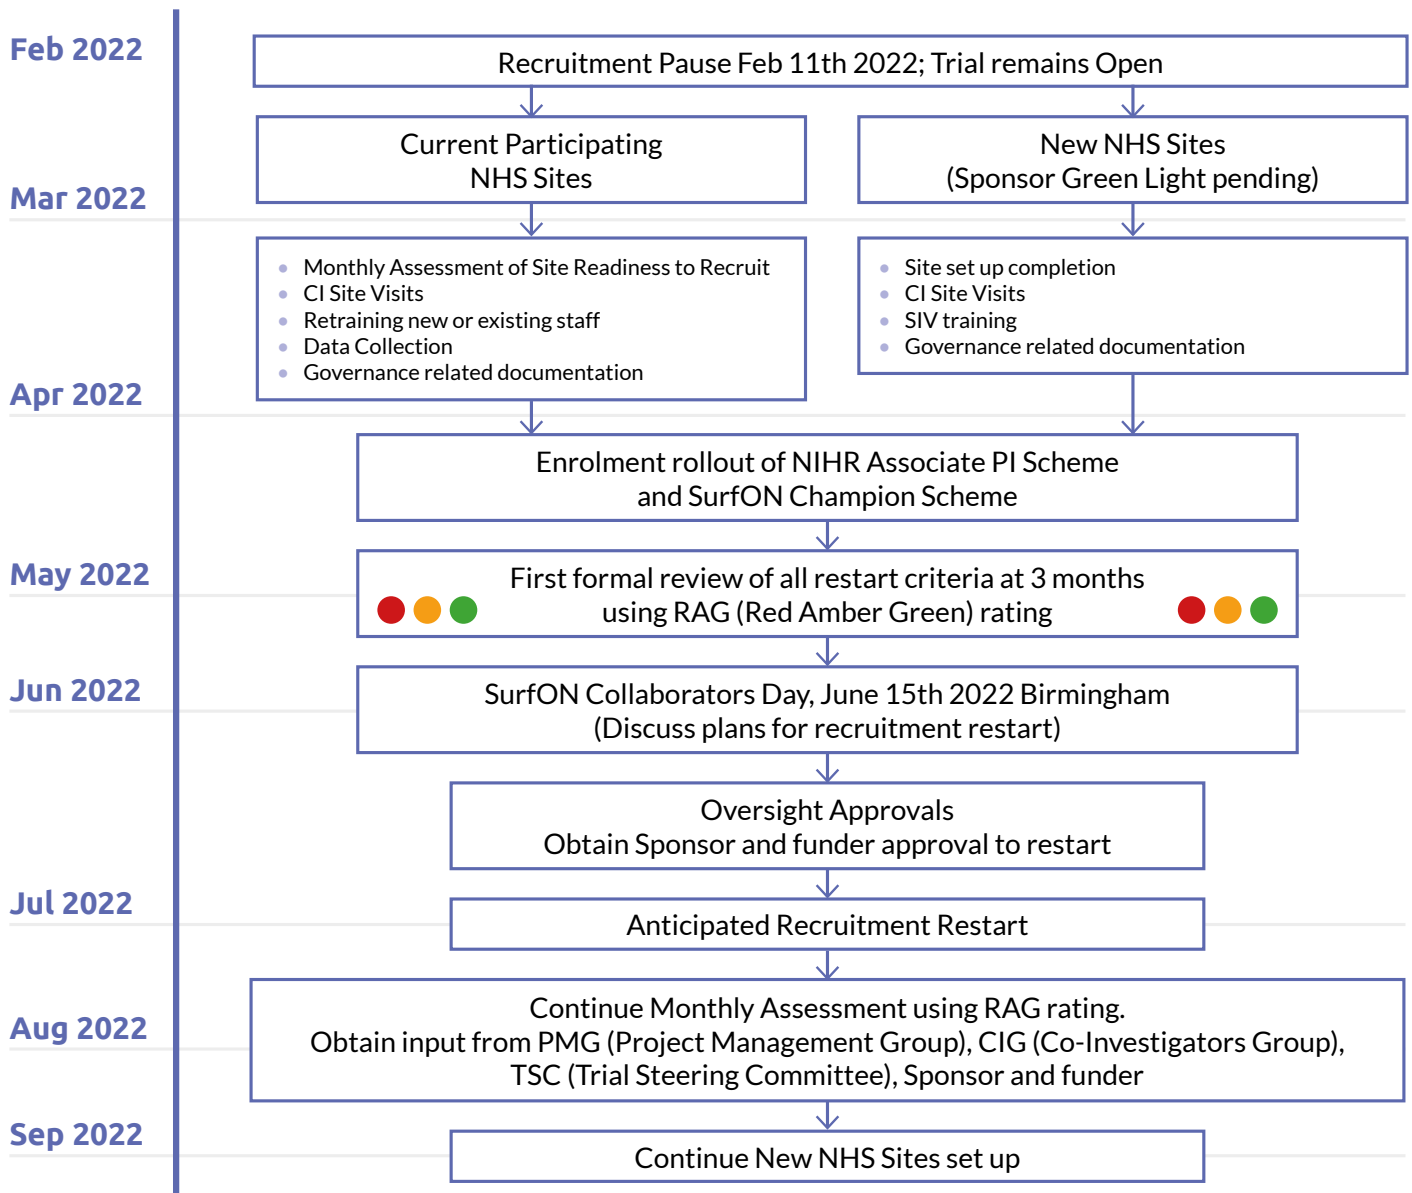 Feb 2022
Recruitment Pause Feb 11th 2022; Trial remains Open
Current Participating
NHS Sites
New NHS Sites
(Sponsor Green Light pending)
Mar 2022
Monthly Assessment of Site Readiness to Recruit
CI Site Visits
Retraining new or existing staff
Data Collection
Governance related documentation
Site set up completion
CI Site Visits
SIV training
Governance related documentation
Apr 2022
Enrolment rollout of NIHR Associate PI Scheme
and SurfON Champion Scheme
May 2022
First formal review of all restart criteria at 3 months
using RAG (Red Amber Green) rating
Jun 2022
SurfON Collaborators Day, June 15th 2022 Birmingham
(Discuss plans for recruitment restart)
Oversight Approvals
Obtain Sponsor and funder approval to restart
Jul 2022
Anticipated Recruitment Restart
Aug 2022
Continue Monthly Assessment using RAG rating.
Obtain input from PMG (Project Management Group), CIG (Co-Investigators Group),
TSC (Trial Steering Committee), Sponsor and funder
Sep 2022
Continue New NHS Sites set up